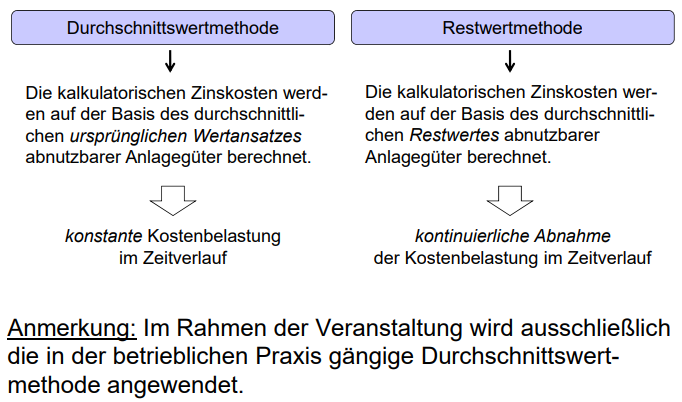 Durchschnittswertmethode
Die kalkulatorischen Zinskosten werd-
en auf der Basis des durchschnittli-
chen ursprünglichen Wertansatzes
abnutzbarer Anlagegüter berechnet.
konstante Kostenbelastung
im Zeitverlauf
Restwertmethode
Die kalkulatorischen Zinskosten wer-
den auf der Basis des durchschnittli-
chen Restwertes abnutzbarer
Anlagegüter berechnet.
kontinuierliche Abnahme
der Kostenbelastung im Zeitverlauf
Anmerkung: Im Rahmen der Veranstaltung wird ausschließlich
die in der betrieblichen Praxis gängige Durchschnittswert-
methode angewendet.